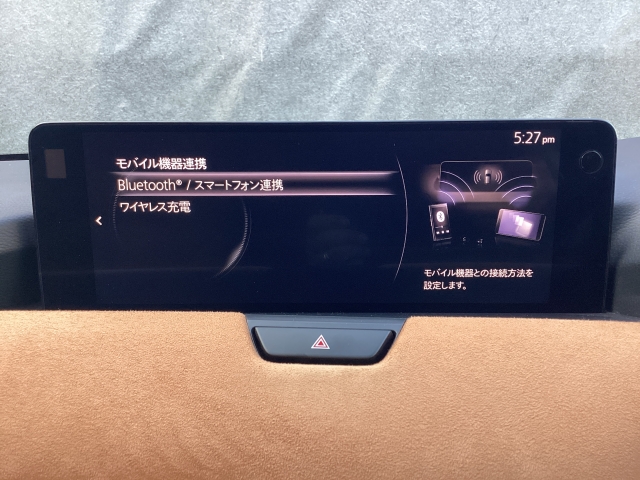 5:27 pm
モバイル機器連携
Bluetooth® / スマートフォン連携
ワイヤレス充電
モバイル機器との接続方法を
設定します。